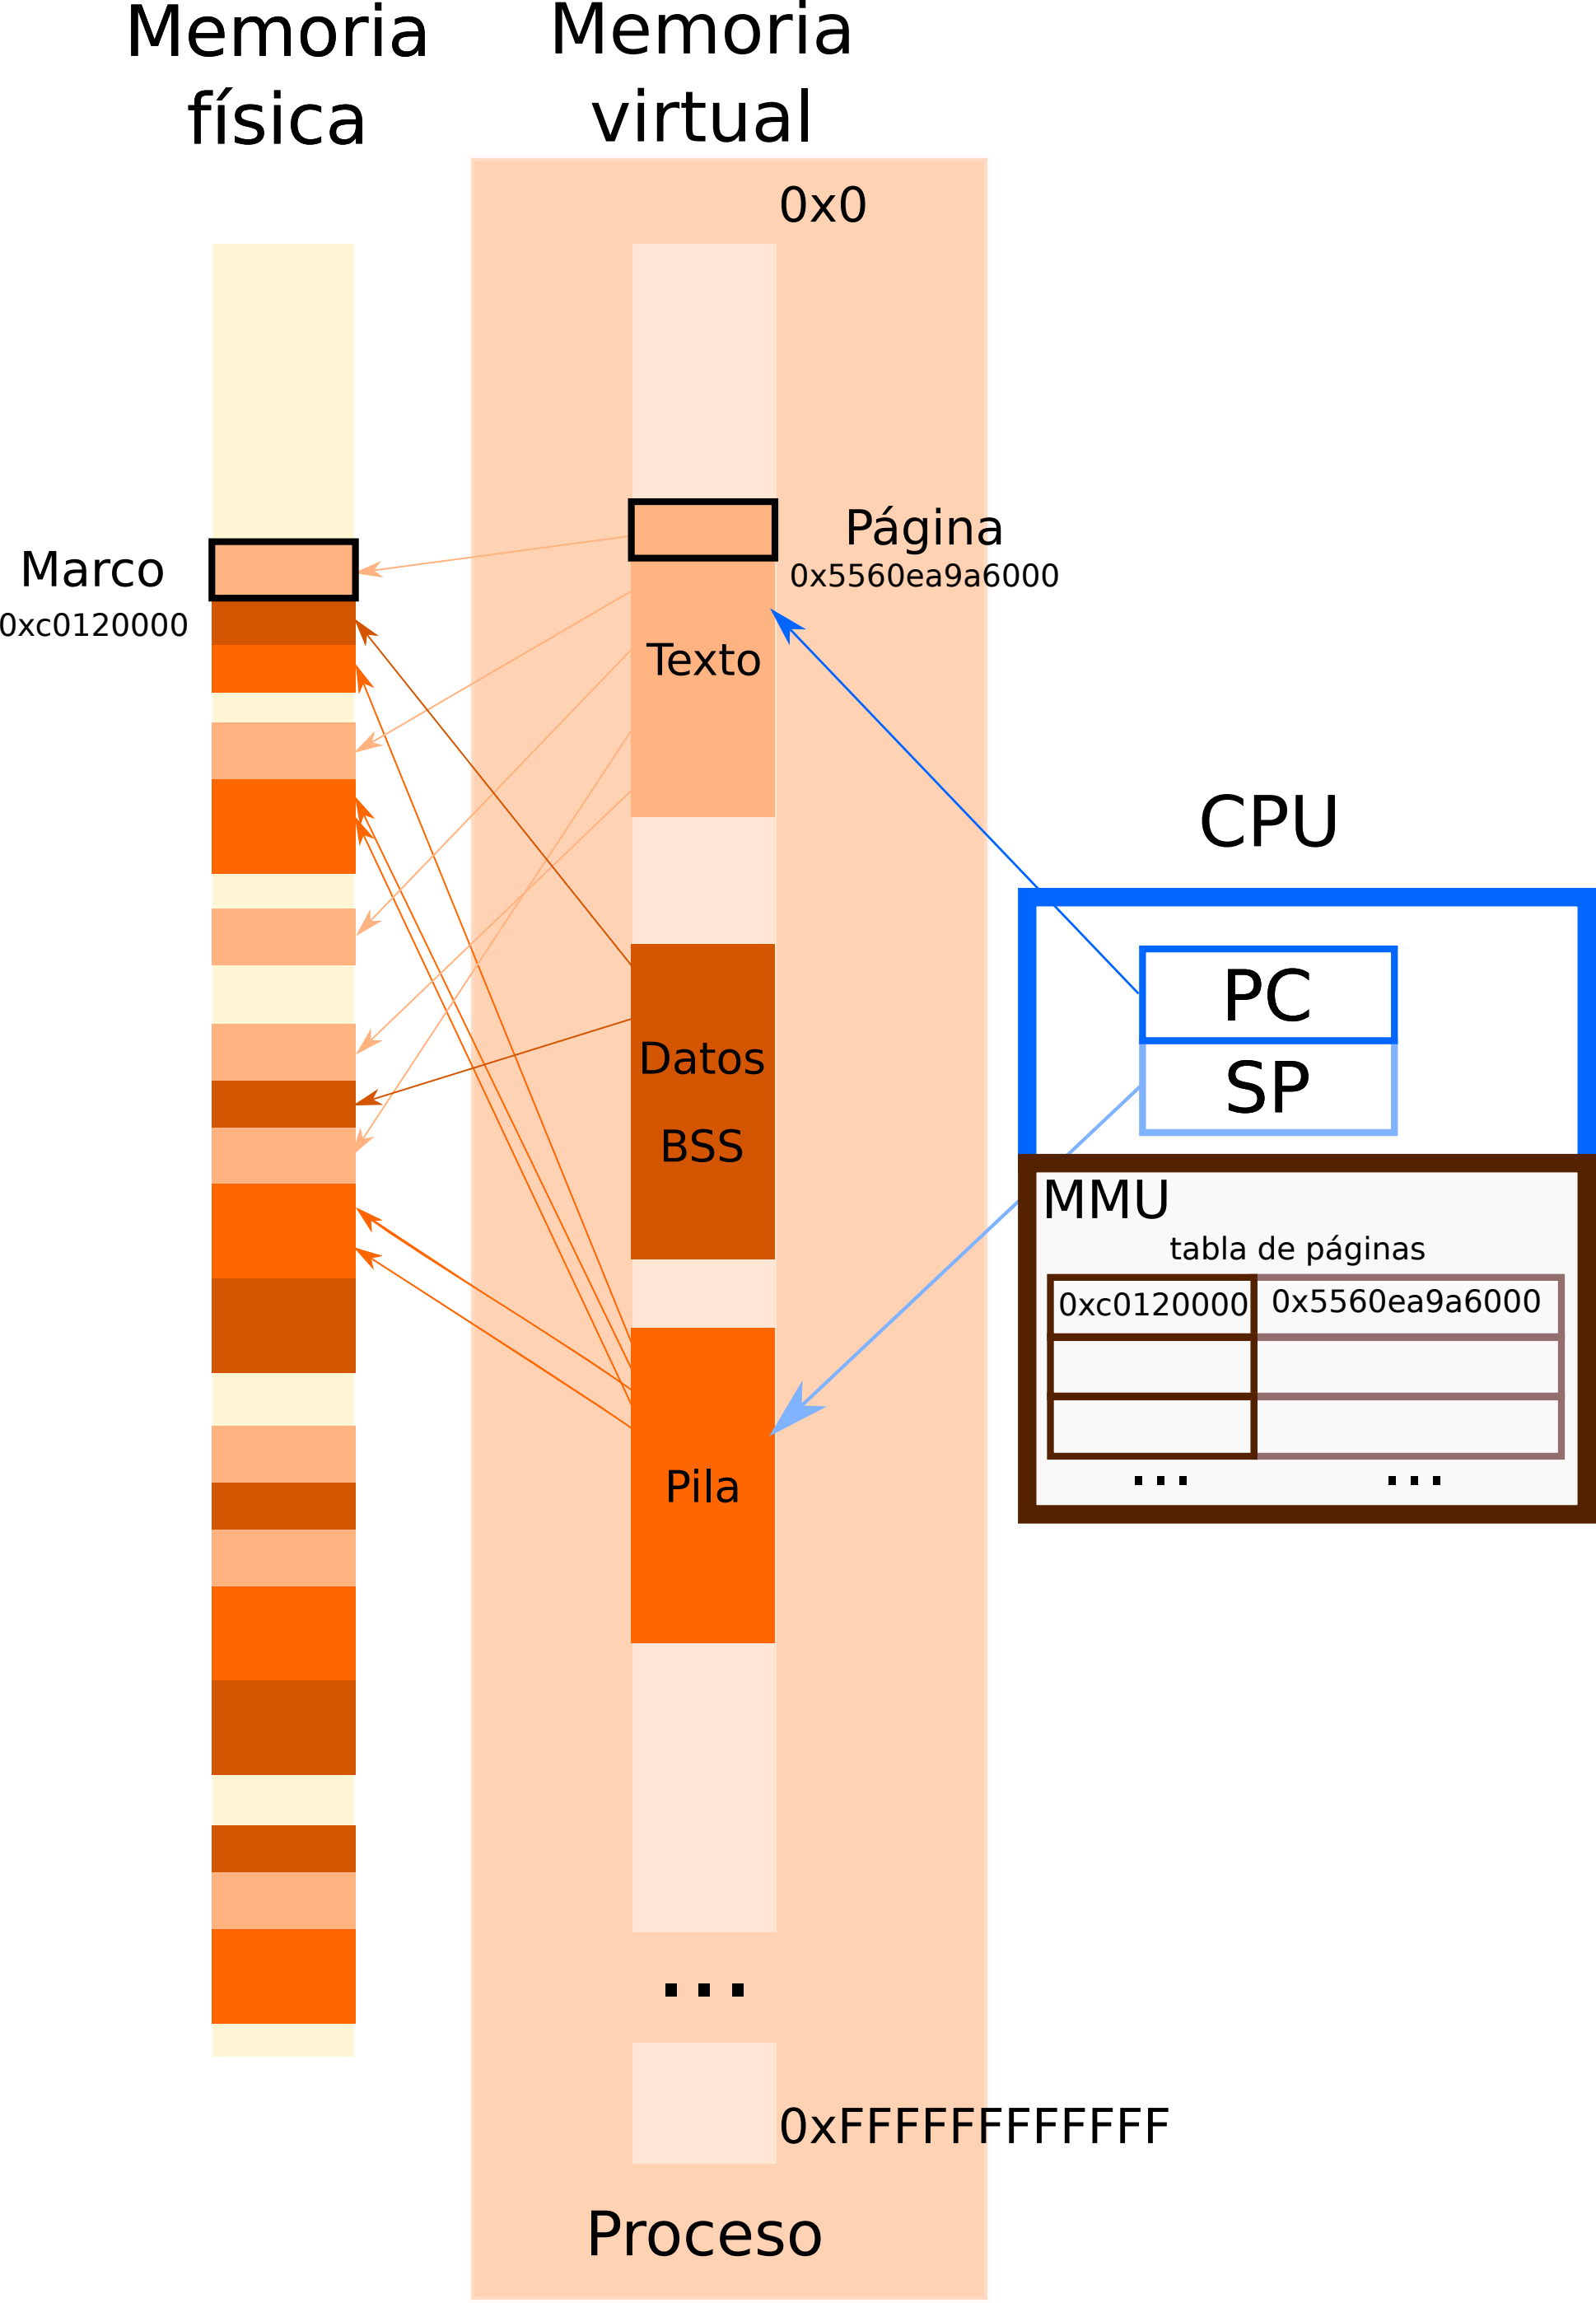 Memoria
física
Memoria
virtual
0x0
Página
0x5560ea9a6000
Marco
0xc0120000
Texto
CPU
PC
SP
Datos
BSS
MMU
tabla de páginas
0xc0120000 0x5560ea9a6000
... ...
Pila
...
0xFFFFFFFFFFFF
Proceso